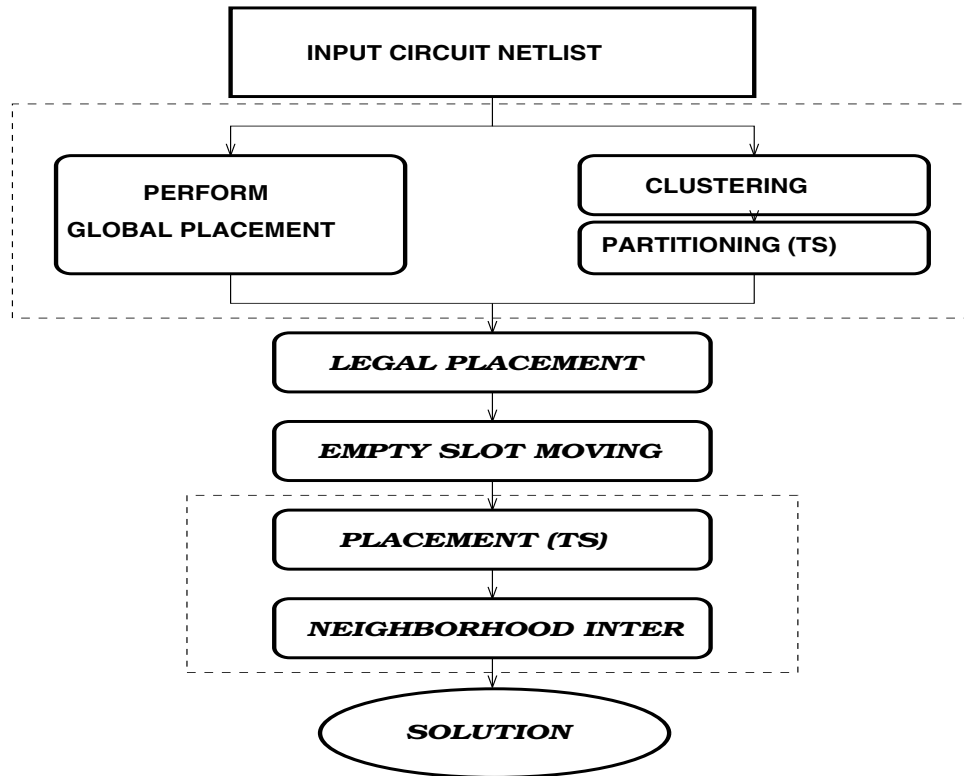 INPUT CIRCUIT NETLIST
PERFORM
GLOBAL PLACEMENT
CLUSTERING
PARTITIONING (TS)
LEGAL PLACEMENT
EMPTY SLOT MOVING
PLACEMENT (TS)
NEIGHBORHOOD INTER
SOLUTION